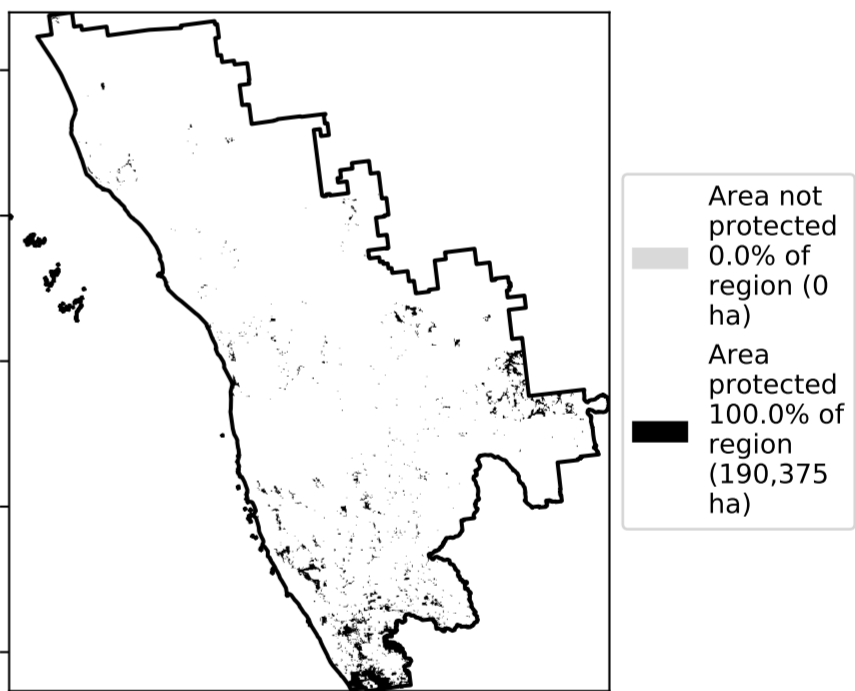 Area not
protected
0.0% of
region (0
ha)
Area
protected
100.0% of
region
(190,375
ha)